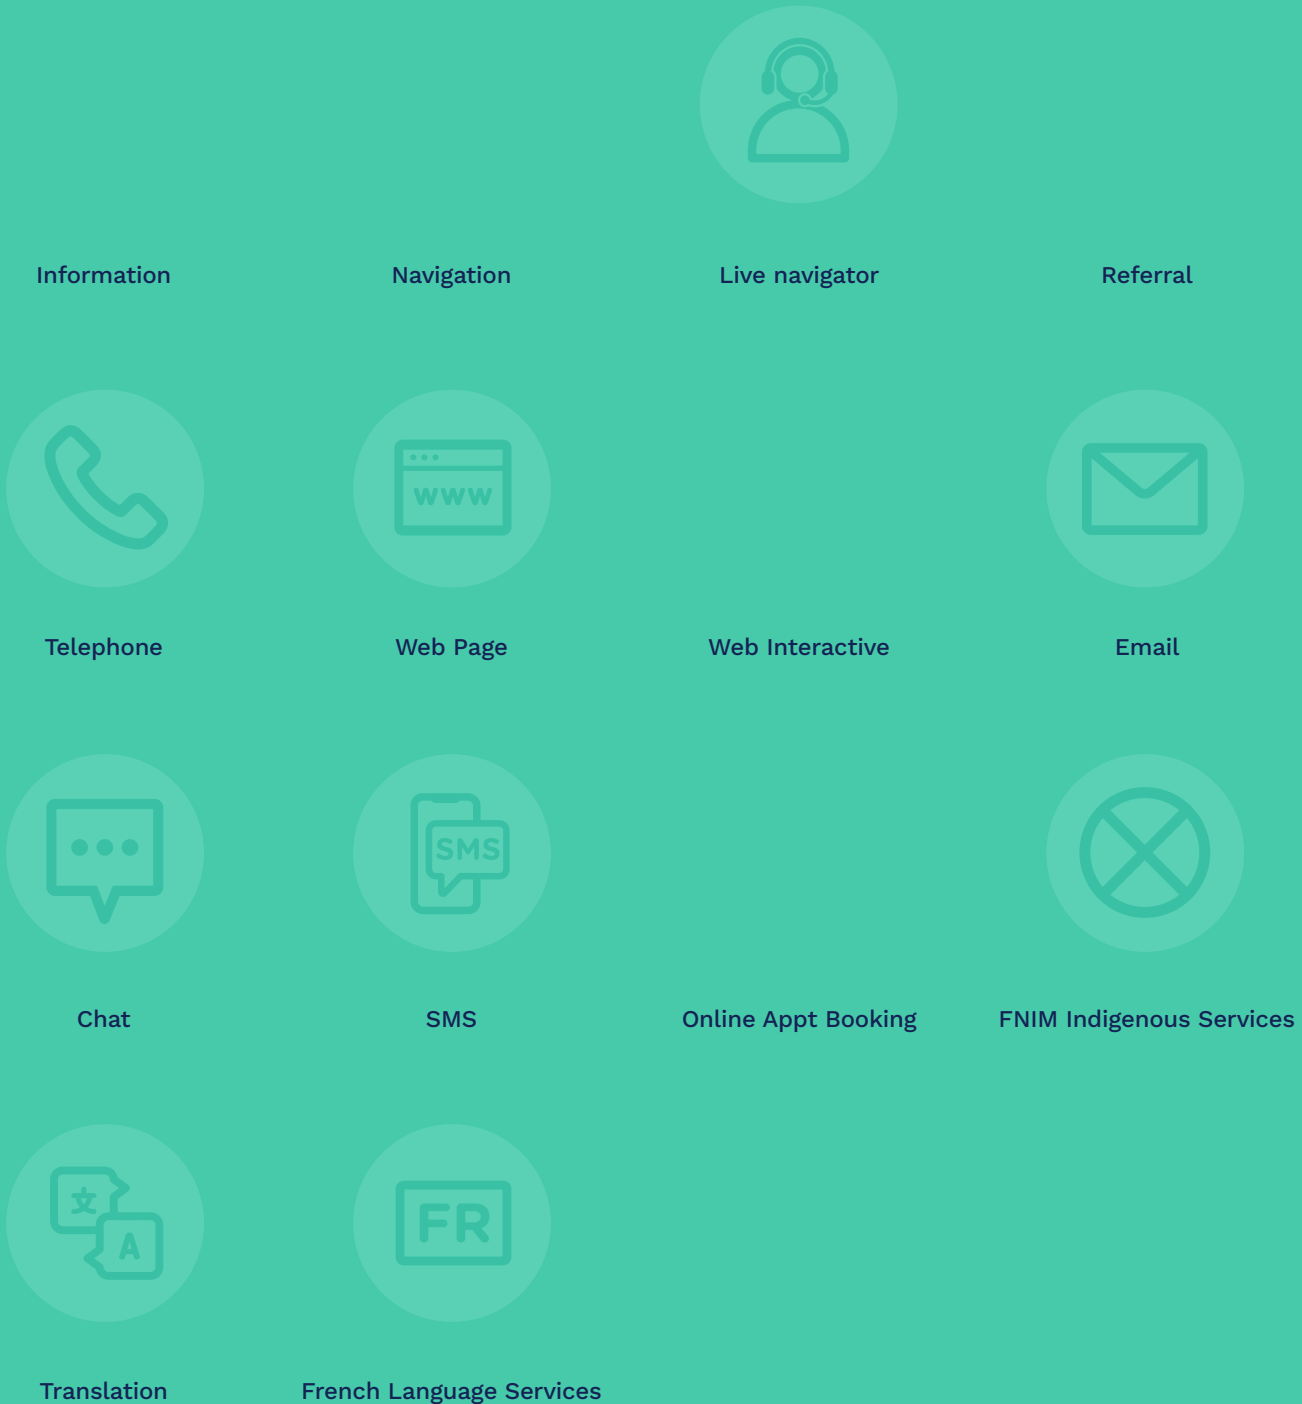 Information
Navigation
Live navigator
Referral
www
Telephone
Web Page
Web Interactive
Email
SMS
Chat
SMS
Online Appt Booking
FNIM Indigenous Services
文
A
FR
Translation
French Language Services